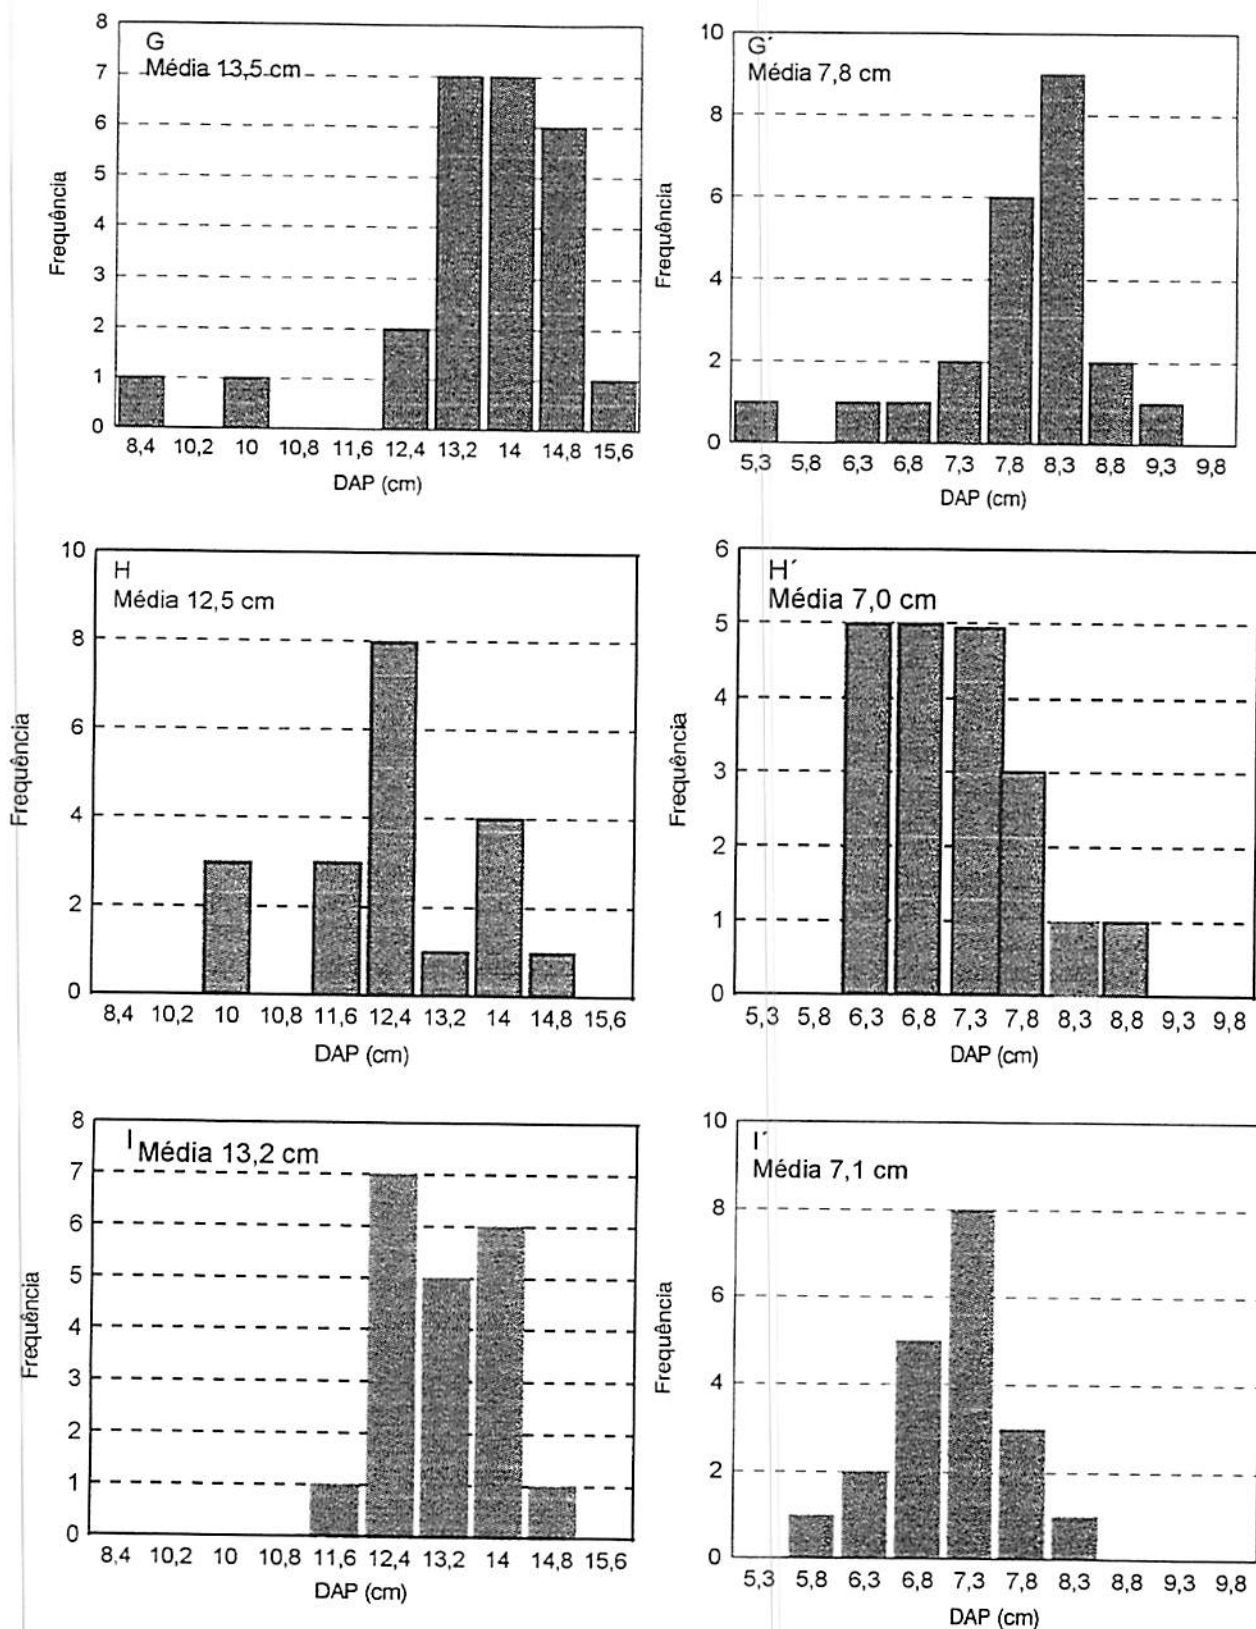 G
Média 13,5 cm
8
7
6
5
4
3
2
1
0
Frequência
8,4 10,2 10 10,8 11,6 12,4 13,2 14 14,8 15,6
DAP (cm)
G´
Média 7,8 cm
10
8
6
4
2
0
Frequência
5,3 5,8 6,3 6,8 7,3 7,8 8,3 8,8 9,3 9,8
DAP (cm)
H
Média 12,5 cm
10
8
6
4
2
0
Frequência
8,4 10,2 10 10,8 11,6 12,4 13,2 14 14,8 15,6
DAP (cm)
H´
Média 7,0 cm
6
5
4
3
2
1
0
Frequência
5,3 5,8 6,3 6,8 7,3 7,8 8,3 8,8 9,3 9,8
DAP (cm)
I
Média 13,2 cm
8
7
6
5
4
3
2
1
0
Frequência
8,4 10,2 10 10,8 11,6 12,4 13,2 14 14,8 15,6
DAP (cm)
I´
Média 7,1 cm
10
8
6
4
2
0
Frequência
5,3 5,8 6,3 6,8 7,3 7,8 8,3 8,8 9,3 9,8
DAP (cm)